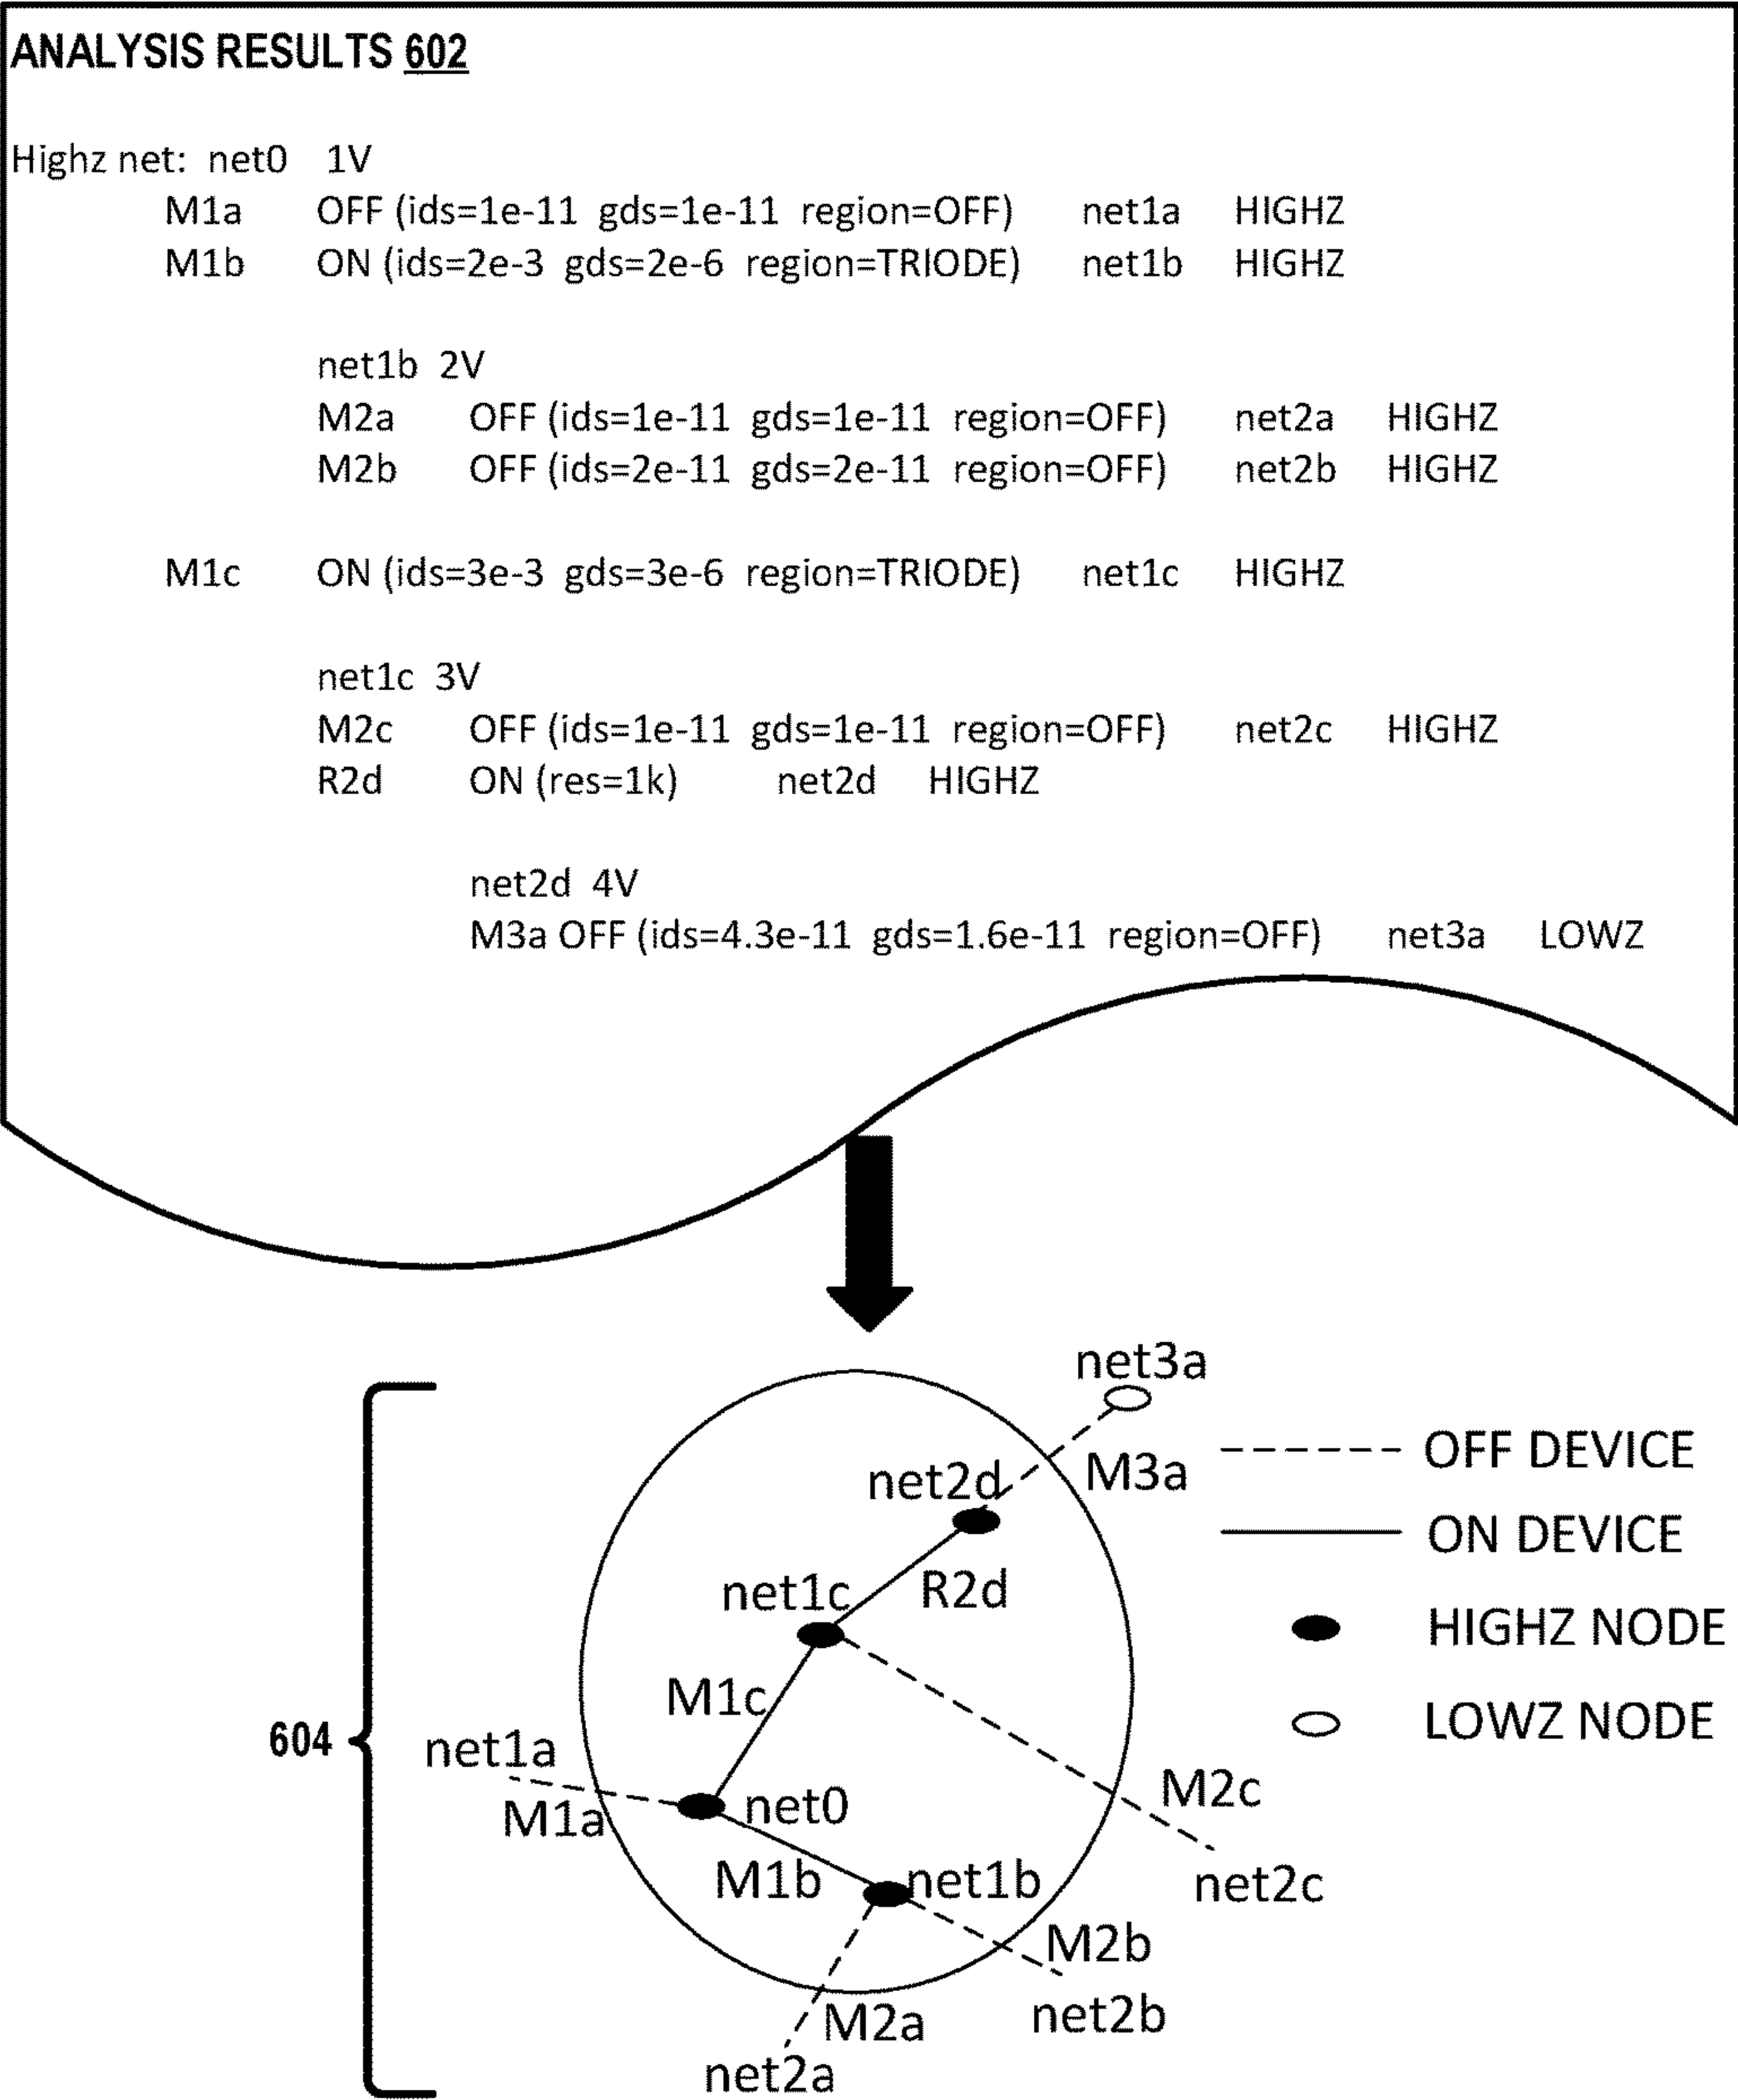 ANALYSIS RESULTS 602
Highz net: net0 1V
M1a OFF (ids=1e-11 gds=1e-11 region=OFF) net1a HIGHZ
M1b ON (ids=2e-3 gds=2e-6 region=TRIODE) net1b HIGHZ
net1b 2V
M2a OFF (ids=1e-11 gds=1e-11 region=OFF) net2a HIGHZ
M2b OFF (ids=2e-11 gds=2e-11 region=OFF) net2b HIGHZ
M1c ON (ids=3e-3 gds=3e-6 region=TRIODE) net1c HIGHZ
net1c 3V
M2c OFF (ids=1e-11 gds=1e-11 region=OFF) net2c HIGHZ
R2d ON (res=1k) net2d HIGHZ
net2d 4V
M3a OFF (ids=4.3e-11 gds=1.6e-11 region=OFF) net3a LOWZ
net3a
M3a
net2d
R2d
net1c
M1c
604
net1a
M1a
net0
M1b
net1b
M2c
net2c
M2b
net2b
M2a
net2a
OFF DEVICE
ON DEVICE
HIGHZ NODE
LOWZ NODE